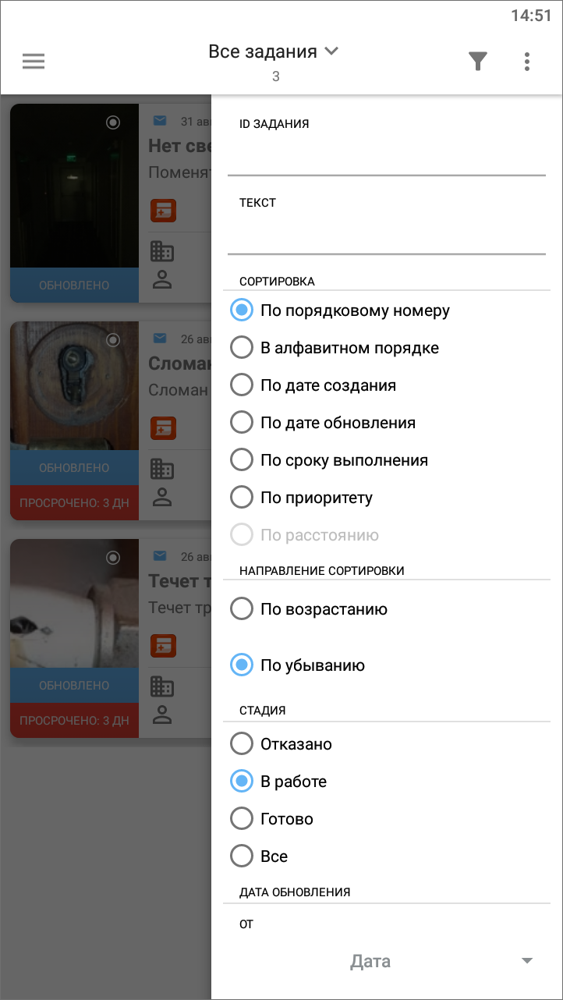 14:51
Все задания
3
31 ав
Нет све
Поменят
ОБНОВЛЕНО
26 ав
Слома
Сломан
ОБНОВЛЕНО
ПРОСРОЧЕНО: 3 ДН
26 ав
Течет т
Течет тр
ОБНОВЛЕНО
ПРОСРОЧЕНО: 3 ДН
ID ЗАДАНИЯ
ТЕКСТ
СОРТИРОВКА
По порядковому номеру
В алфавитном порядке
По дате создания
По дате обновления
По сроку выполнения
По приоритету
По расстоянию
НАПРАВЛЕНИЕ СОРТИРОВКИ
По возрастанию
По убыванию
СТАДИЯ
Отказано
В работе
Готово
Все
ДАТА ОБНОВЛЕНИЯ
ОТ
Дата